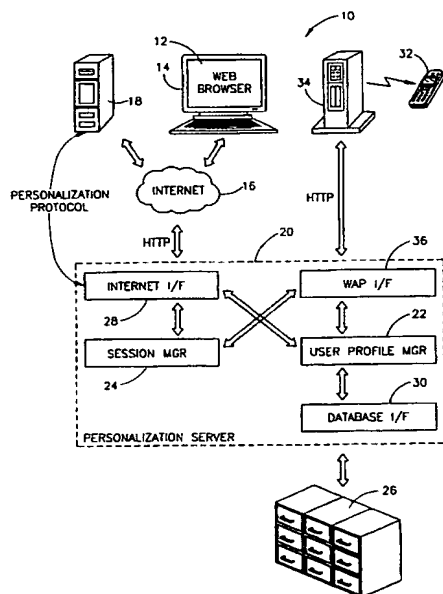 10
12
14
WEB
BROWSER
18
34
32
INTERNET
16
PERSONALIZATION
PROTOCOL
HTTP
HTTP
20
36
INTERNET I/F
WAP I/F
28
22
SESSION MGR
USER PROFILE MGR
24
30
DATABASE I/F
PERSONALIZATION SERVER
26